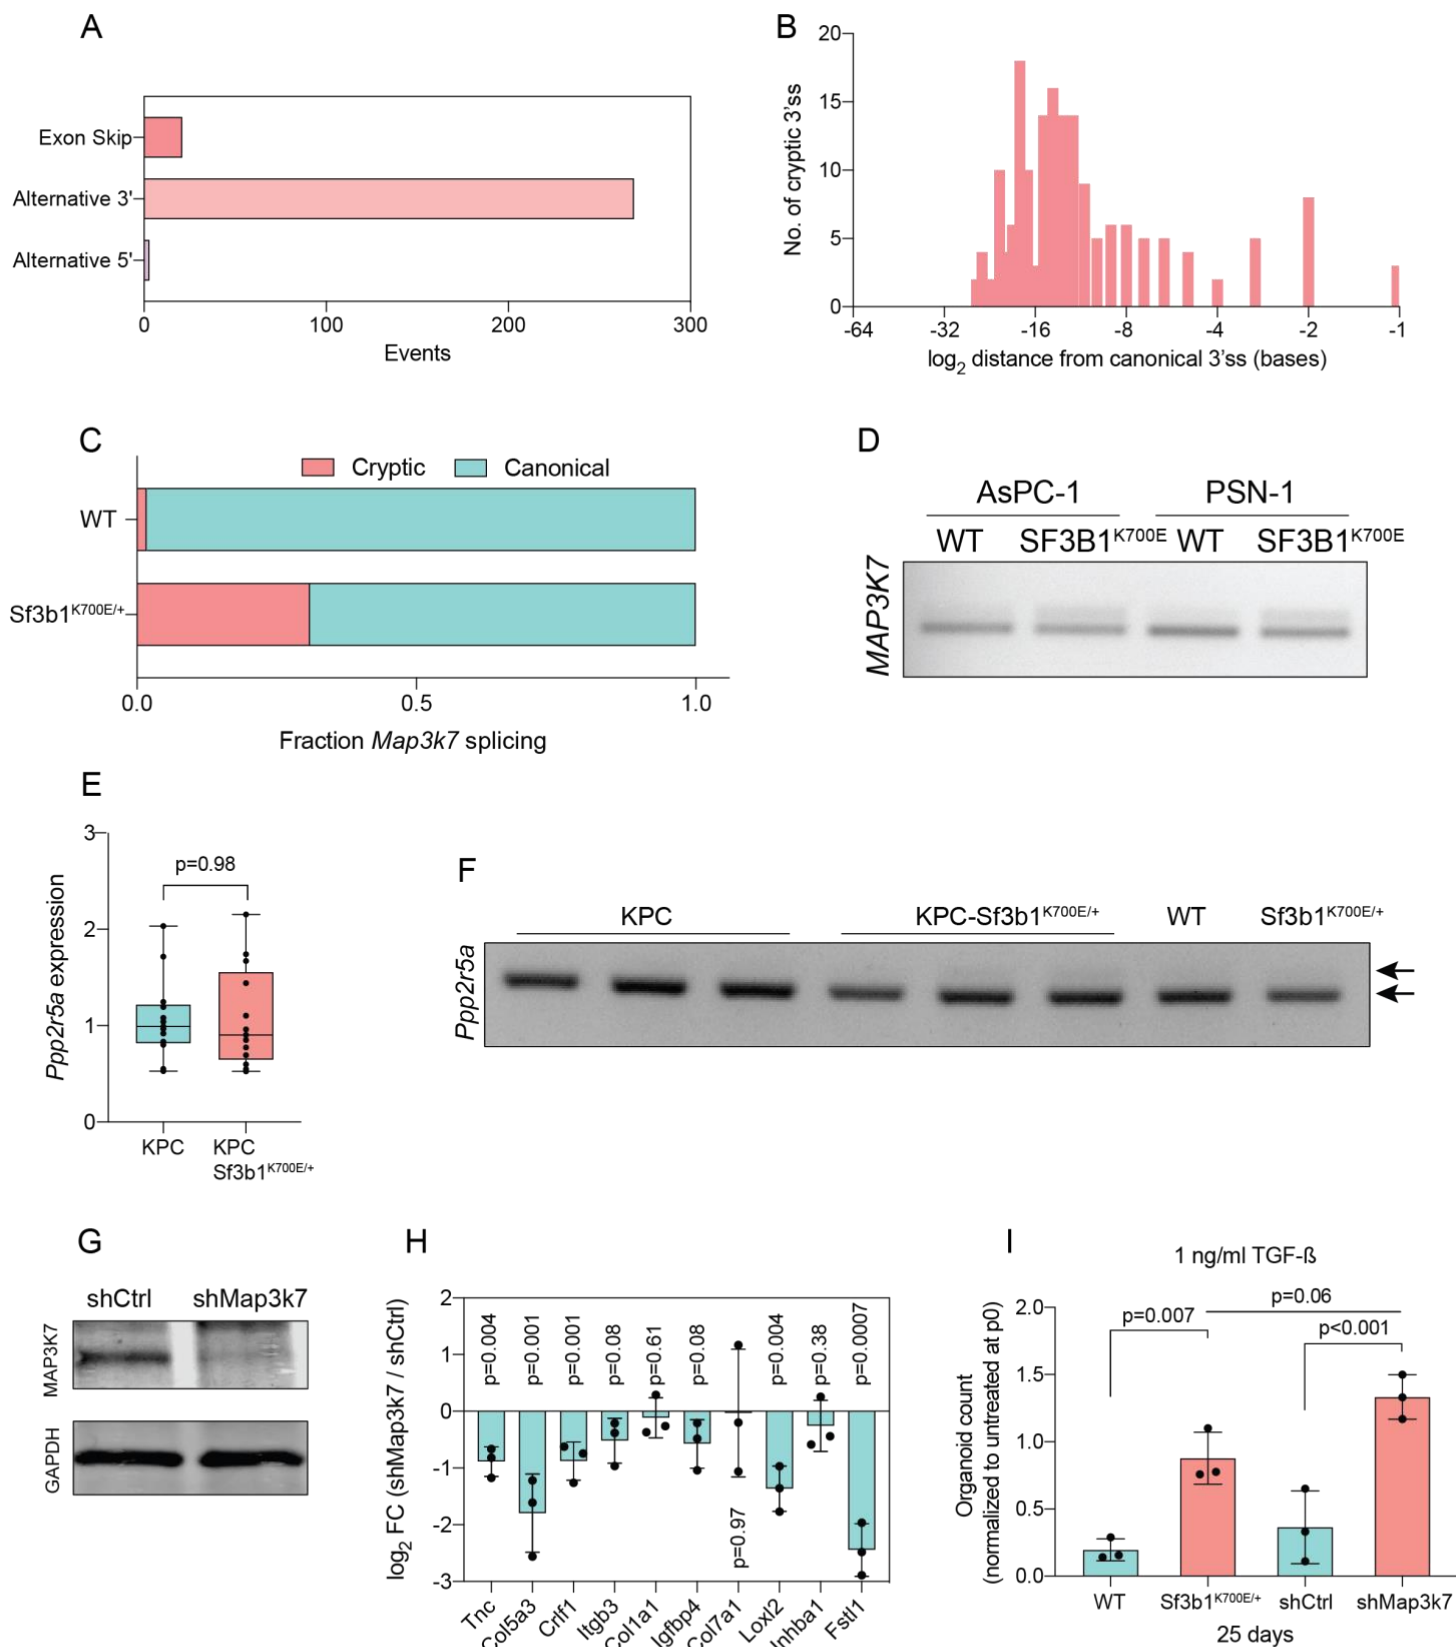 A
Exon Skip
Alternative 3'
Alternative 5'
0 100 200 300
Events
B
20
15
10
5
0
No. of cryptic 3'ss
-64 -32 -16 -8 -4 -2 -1
log2 distance from canonical 3'ss (bases)
C
Cryptic Canonical
WT
Sf3b1K700E/+
0.0 0.5 1.0
Fraction Map3k7 splicing
D
AsPC-1 PSN-1
WT SF3B1K700E WT SF3B1K700E
MAP3K7
E
3
2
1
0
Ppp2r5a expression
p=0.98
KPC KPC
Sf3b1K700E/+
F
KPC KPC-Sf3b1K700E/+ WT Sf3b1K700E/+
Ppp2r5a
G
shCtrl shMap3k7
MAP3K7
GAPDH
H
2
1
0
-1
-2
-3
log2 FC (shMap3k7 / shCtrl)
p=0.004
p=0.001
p=0.001
p=0.08
p=0.61
p=0.08
p=0.97
p=0.004
p=0.38
p=0.0007
Tnc
Col5a3
Crlf1
Itgb3
Col1a1
Igfbp4
Col7a1
Loxl2
Inhba1
Fstl1
I
1 ng/ml TGF-ß
2.0
1.5
1.0
0.5
0.0
Organoid count
(normalized to untreated at p0)
p=0.06
p=0.007
p<0.001
WT Sf3b1K700E/+ shCtrl shMap3k7
25 days